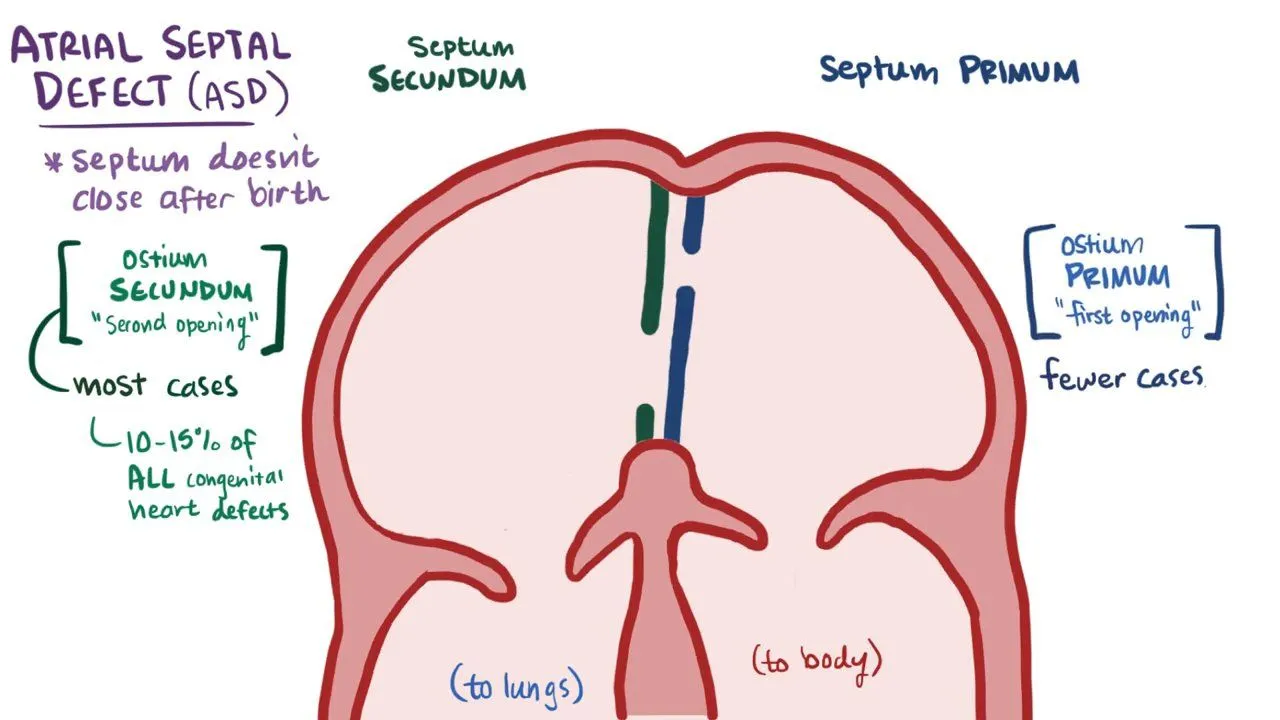 ATRIAL SEPTAL
DEFECT (ASD)
* Septum doesn't
close after birth
Ostium
SECUNDUM
"Second opening"
most cases
10-15% of
ALL congenital
heart defects
Septum
SECUNDUM
Septum PRIMUM
Ostium
PRIMUM
"first opening"
fewer cases
(to lungs)
(to body)